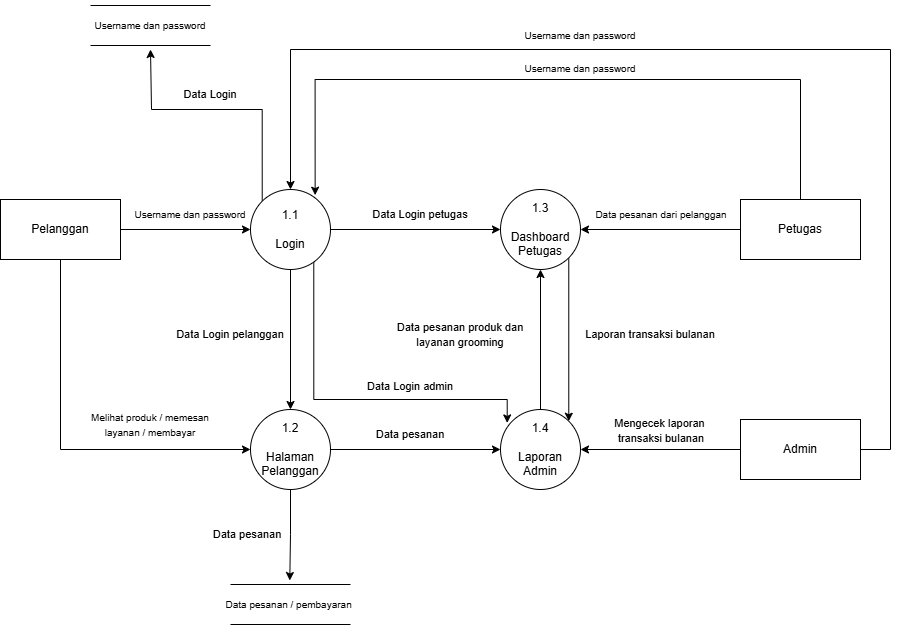 Username dan password
Username dan password
Username dan password
Data Login
1.1
Login
1.3
Dashboard
Petugas
Pelanggan
Username dan password
Data Login petugas
Data pesanan dari pelanggan
Petugas
Data Login pelanggan
Data pesanan produk dan
layanan grooming
Laporan transaksi bulanan
Data Login admin
Melihat produk / memesan
layanan / membayar
1.2
Halaman
Pelanggan
Data pesanan
1.4
Laporan
Admin
Mengecek laporan
transaksi bulanan
Admin
Data pesanan
Data pesanan / pembayaran